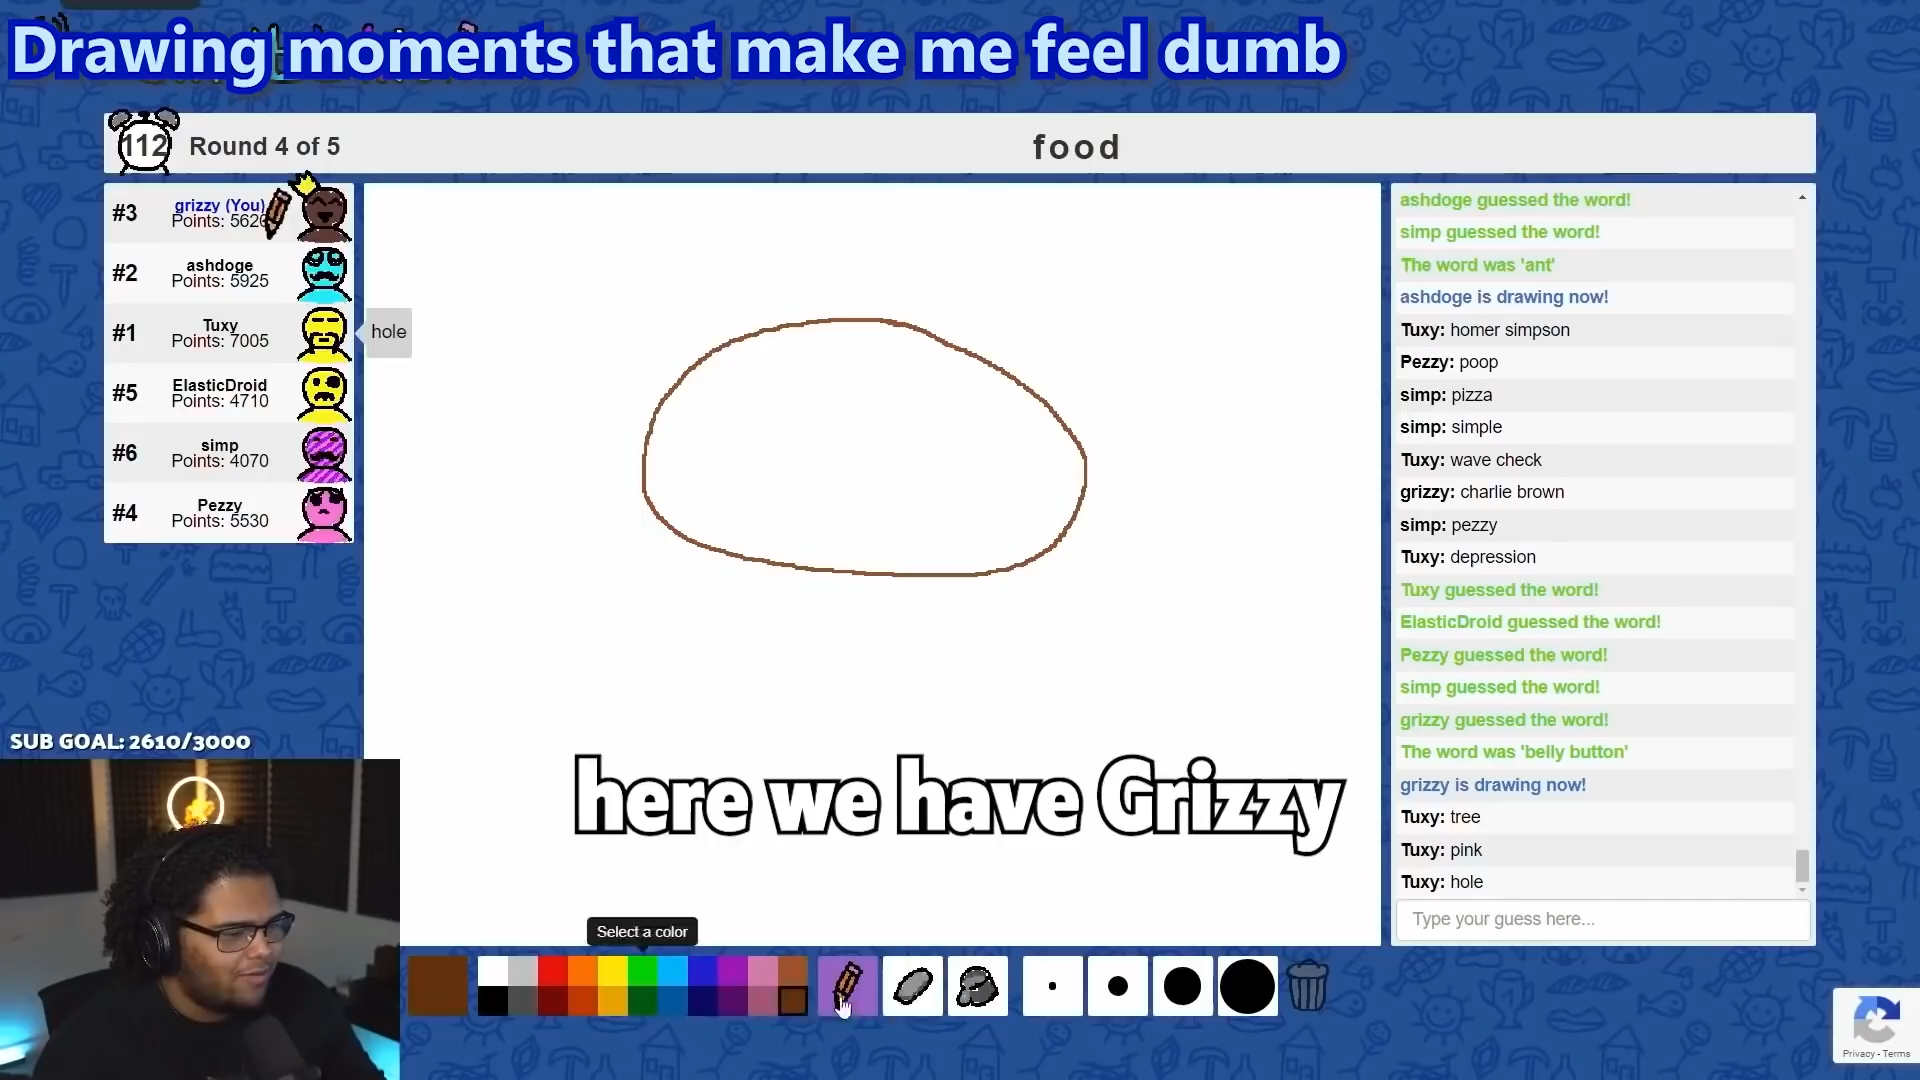 Drawing moments that make me feel dumb
112
Round 4 of 5
food
#3
grizzy (You)
Points: 5620
#2
ashdoge
Points: 5925
#1
Tuxy
Points: 7005
hole
#5
ElasticDroid
Points: 4710
#6
simp
Points: 4070
#4
Pezzy
Points: 5530
ashdoge guessed the word!
simp guessed the word!
The word was 'ant'
ashdoge is drawing now!
Tuxy: homer simpson
Pezzy: poop
simp: pizza
simp: simple
Tuxy: wave check
grizzy: charlie brown
simp: pezzy
Tuxy: depression
Tuxy guessed the word!
ElasticDroid guessed the word!
Pezzy guessed the word!
simp guessed the word!
grizzy guessed the word!
The word was 'belly button'
grizzy is drawing now!
Tuxy: tree
Tuxy: pink
Tuxy: hole
Type your guess here...
SUB GOAL: 2610/3000
here we have Grizzy
Select a color
Privacy - Terms